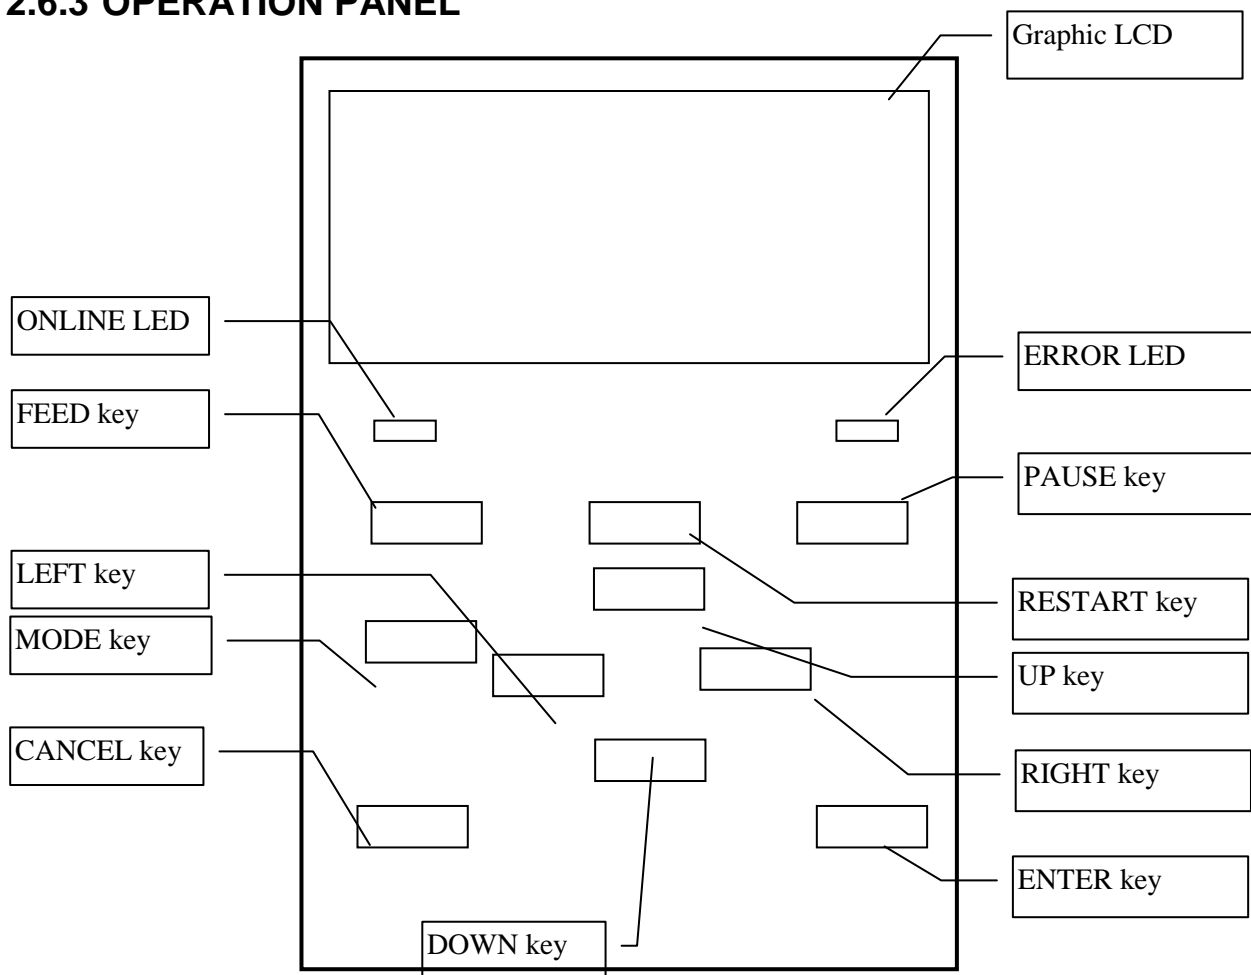 2.6.3 OPERATION PANEL
Graphic LCD
ONLINE LED
ERROR LED
FEED key
PAUSE key
LEFT key
RESTART key
MODE key
UP key
CANCEL key
RIGHT key
ENTER key
DOWN key